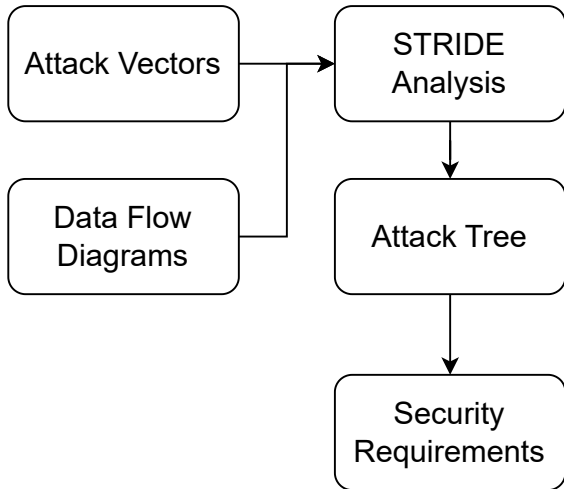 Attack Vectors
STRIDE
Analysis
Data Flow
Diagrams
Attack Tree
Security
Requirements